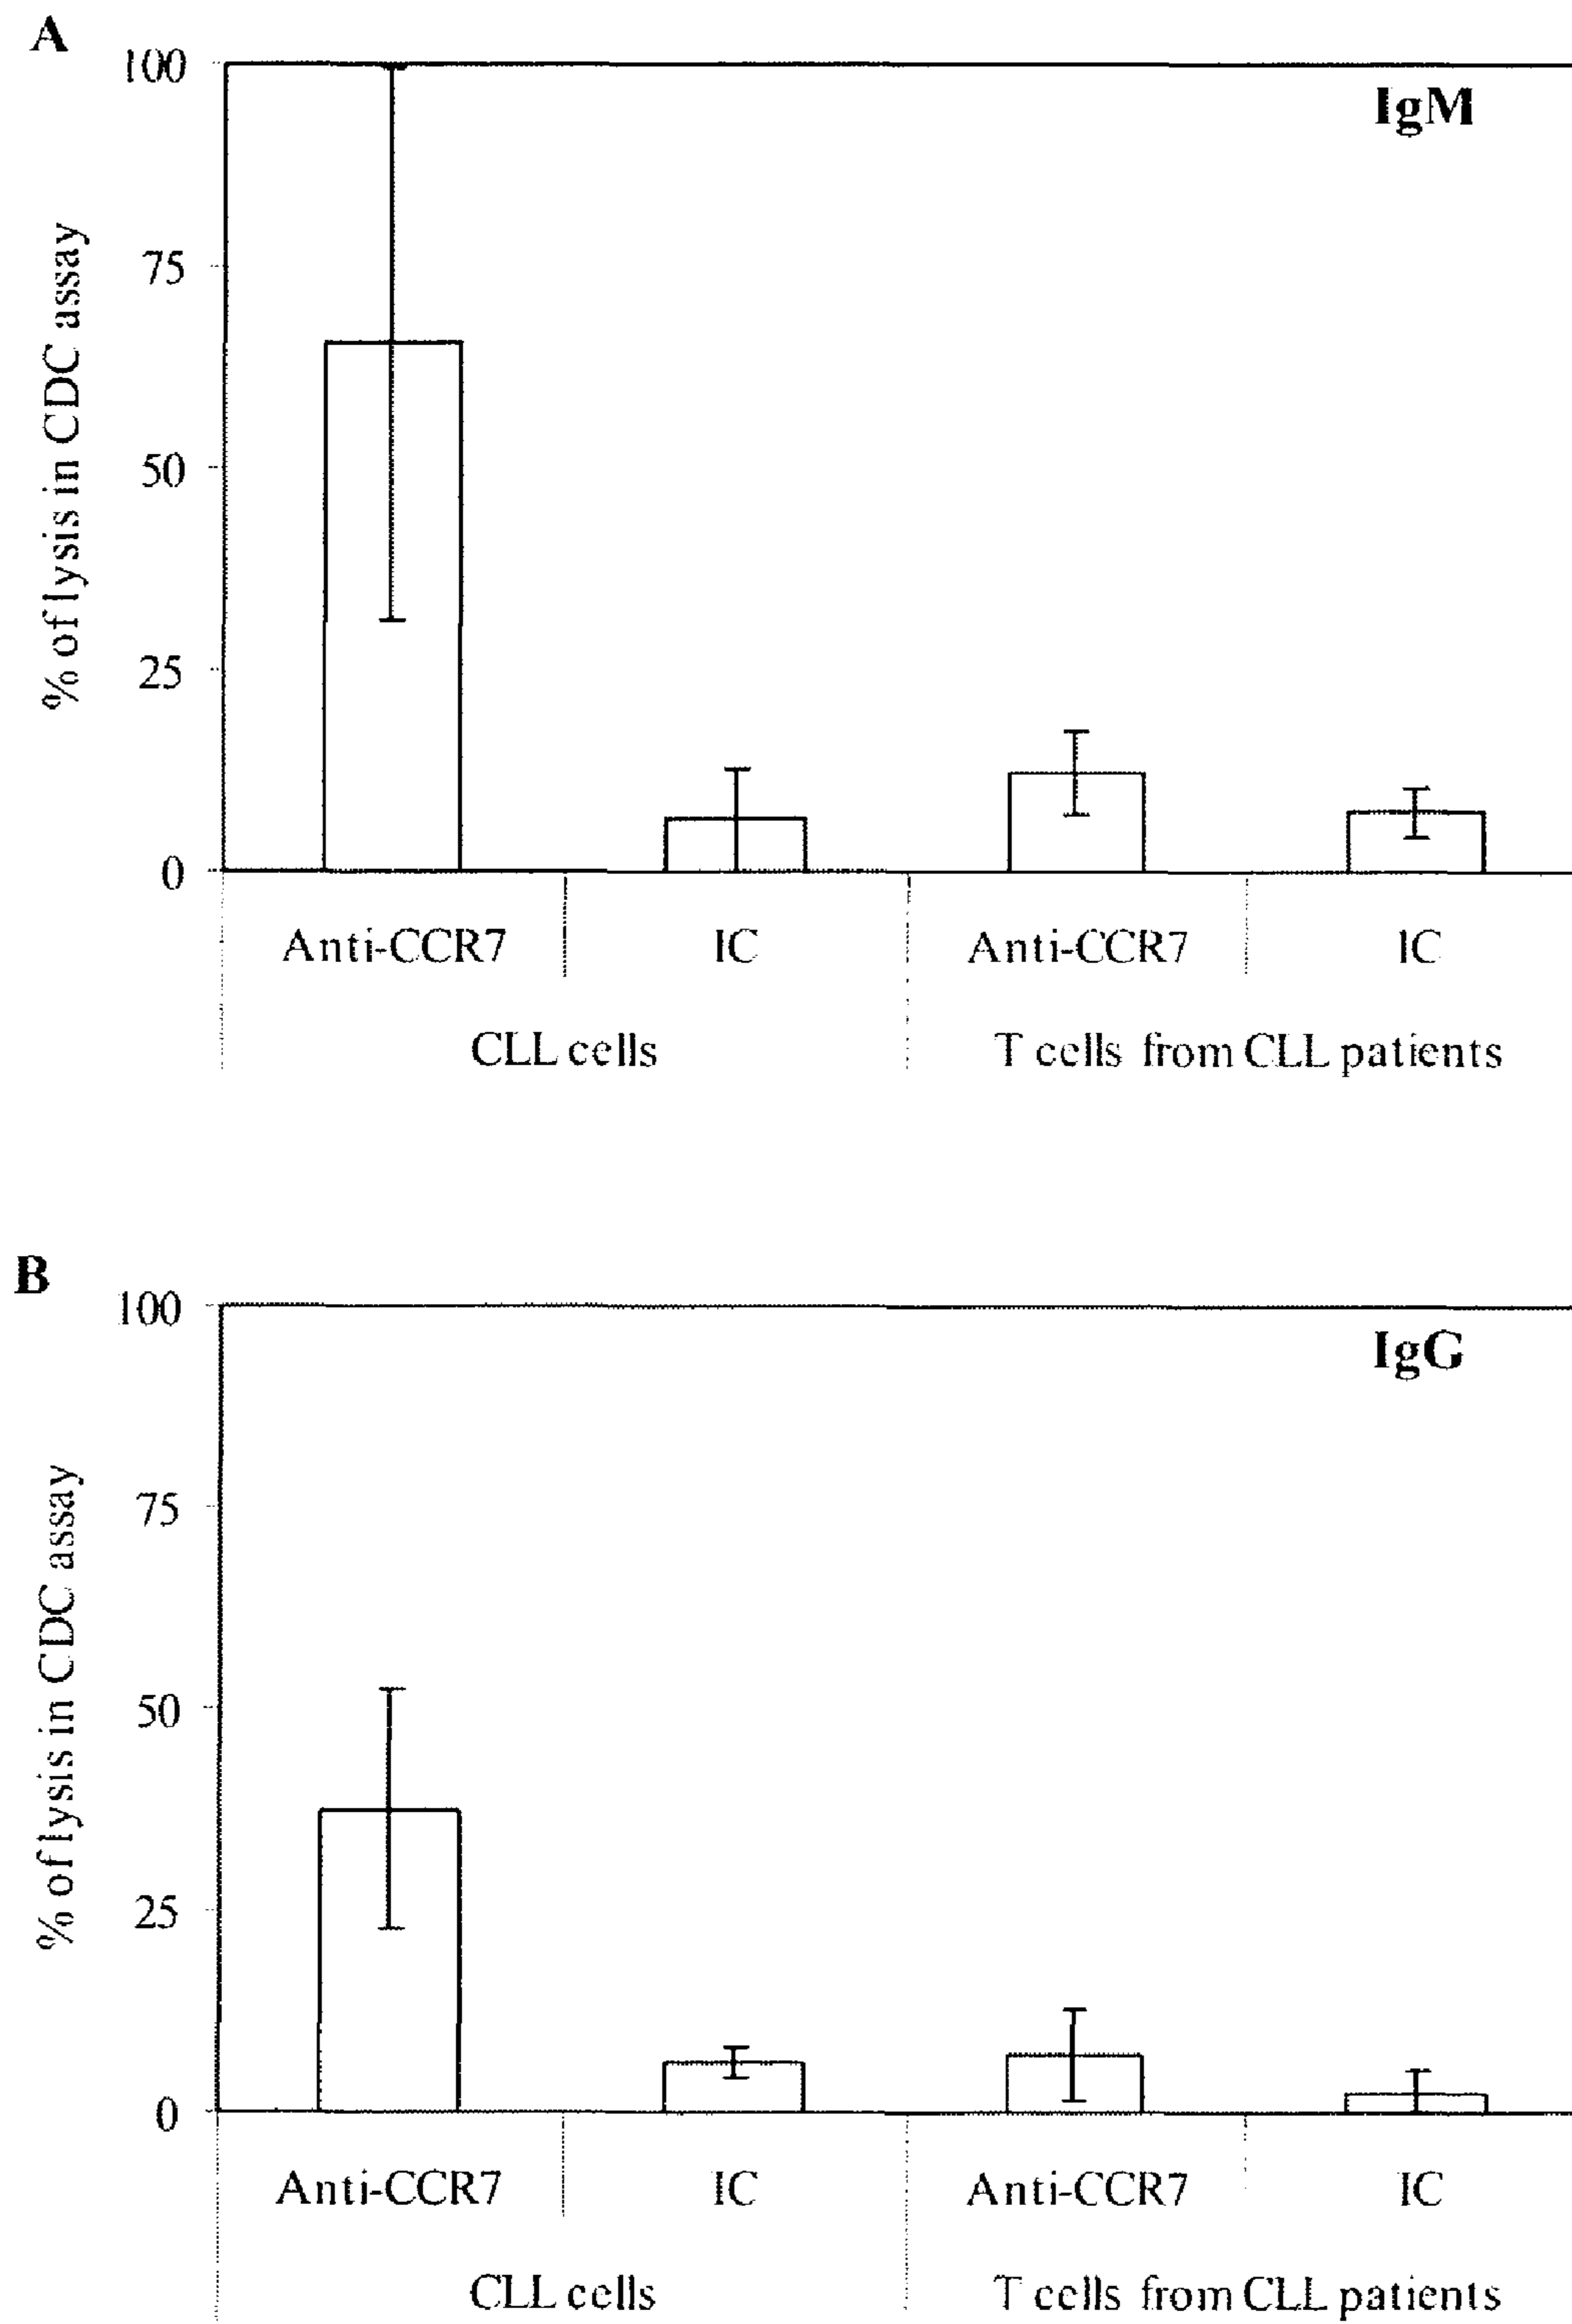 A
100
IgM
75
50
25
0
% of lysis in CDC assay
Anti-CCR7 IC Anti-CCR7 IC
CLL cells T cells from CLL patients
B
100
IgG
75
50
25
0
% of lysis in CDC assay
Anti-CCR7 IC Anti-CCR7 IC
CLL cells T cells from CLL patients